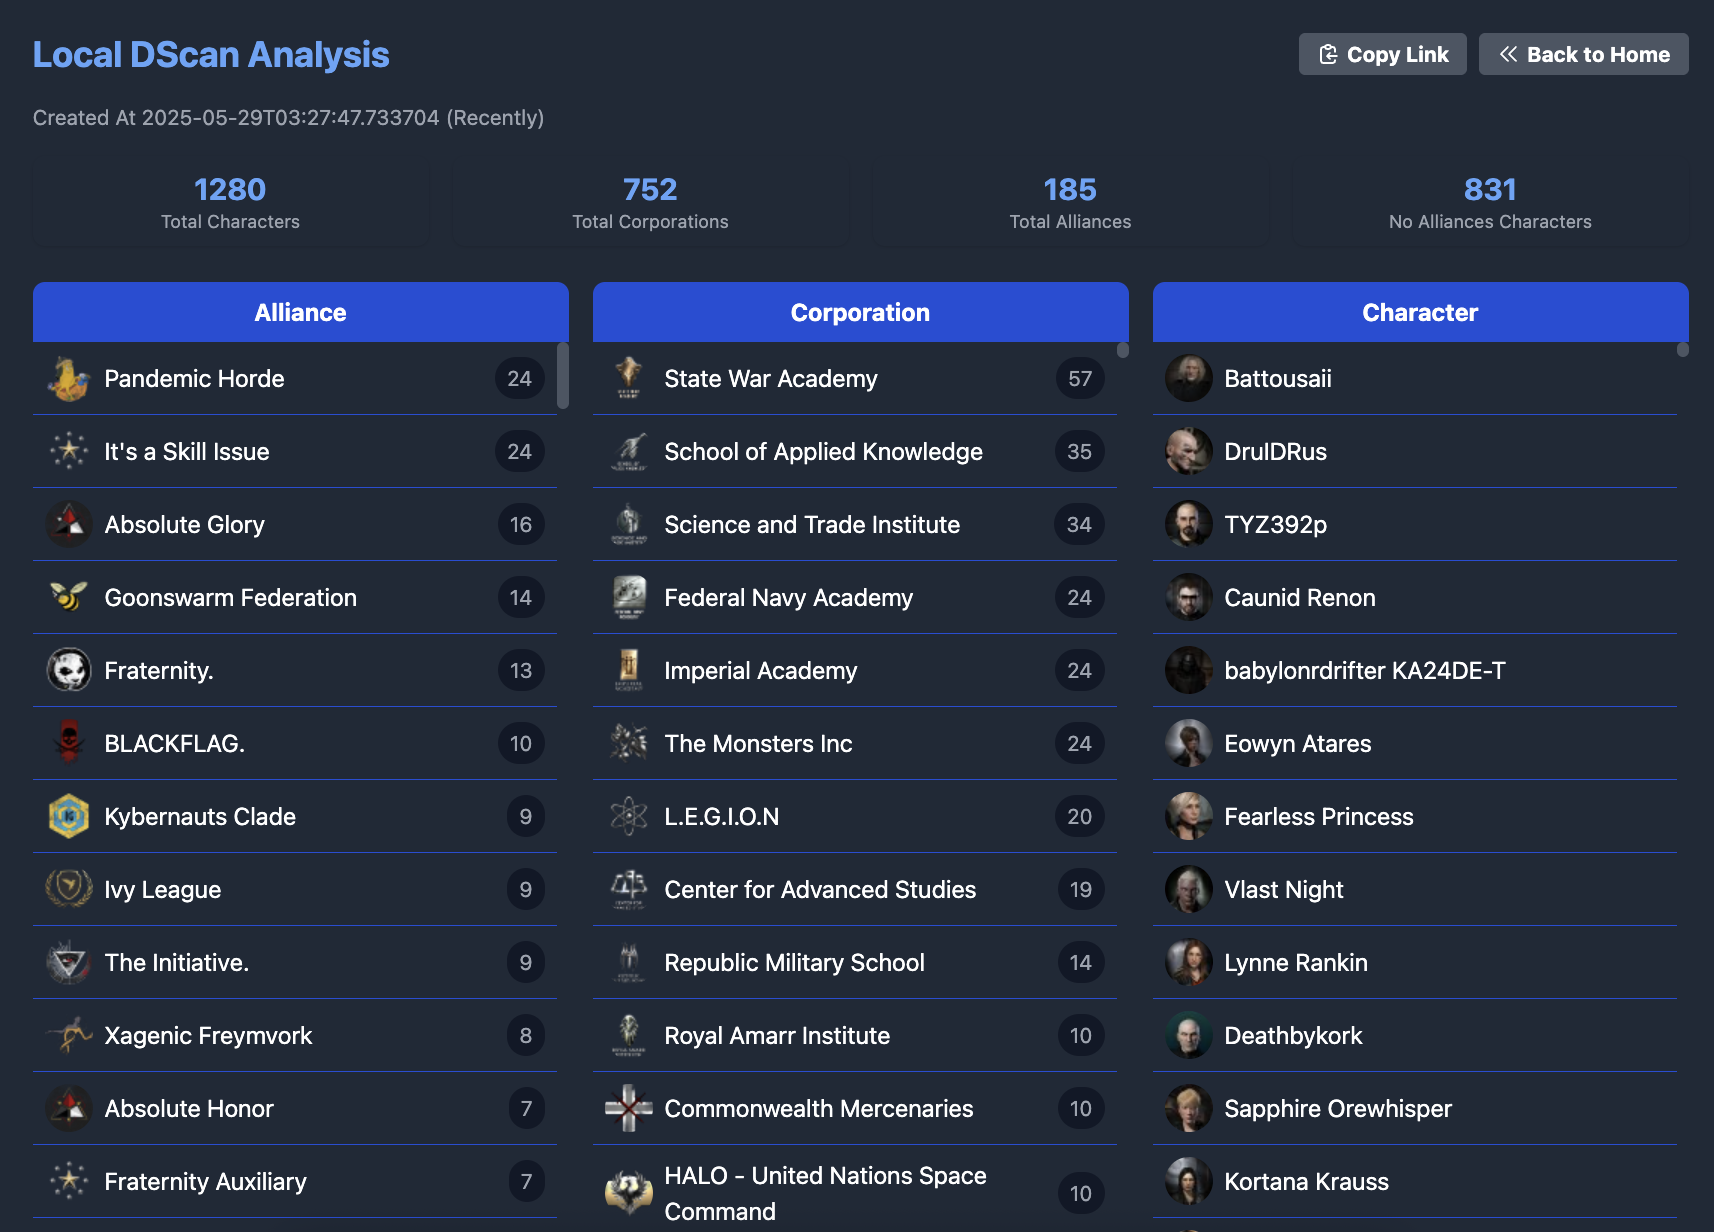 Local DScan Analysis
Copy Link
Back to Home
Created At 2025-05-29T03:27:47.733704 (Recently)
1280
Total Characters
752
Total Corporations
185
Total Alliances
831
No Alliances Characters
Alliance
Pandemic Horde 24
It's a Skill Issue 24
Absolute Glory 16
Goonswarm Federation 14
Fraternity. 13
BLACKFLAG. 10
Kybernauts Clade 9
Ivy League 9
The Initiative. 9
Xagenic Freymvork 8
Absolute Honor 7
Fraternity Auxiliary 7
Corporation
State War Academy 57
School of Applied Knowledge 35
Science and Trade Institute 34
Federal Navy Academy 24
Imperial Academy 24
The Monsters Inc 24
L.E.G.I.O.N 20
Center for Advanced Studies 19
Republic Military School 14
Royal Amarr Institute 10
Commonwealth Mercenaries 10
HALO - United Nations Space
Command 10
Character
Battousaii
DruIDRus
TYZ392p
Caunid Renon
babylonrdrifter KA24DE-T
Eowyn Atares
Fearless Princess
Vlast Night
Lynne Rankin
Deathbykork
Sapphire Orewhisper
Kortana Krauss